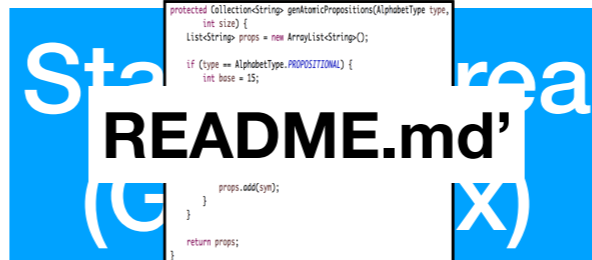 protected Collection<String> genAtomicPropositions(AlphabetType type,
int size) {
List<String> props = new ArrayList<String>();
if (type == AlphabetType.PROPOSITIONAL) {
int base = 15;
README.md’
props.add(sym);
}
}
return props;
}